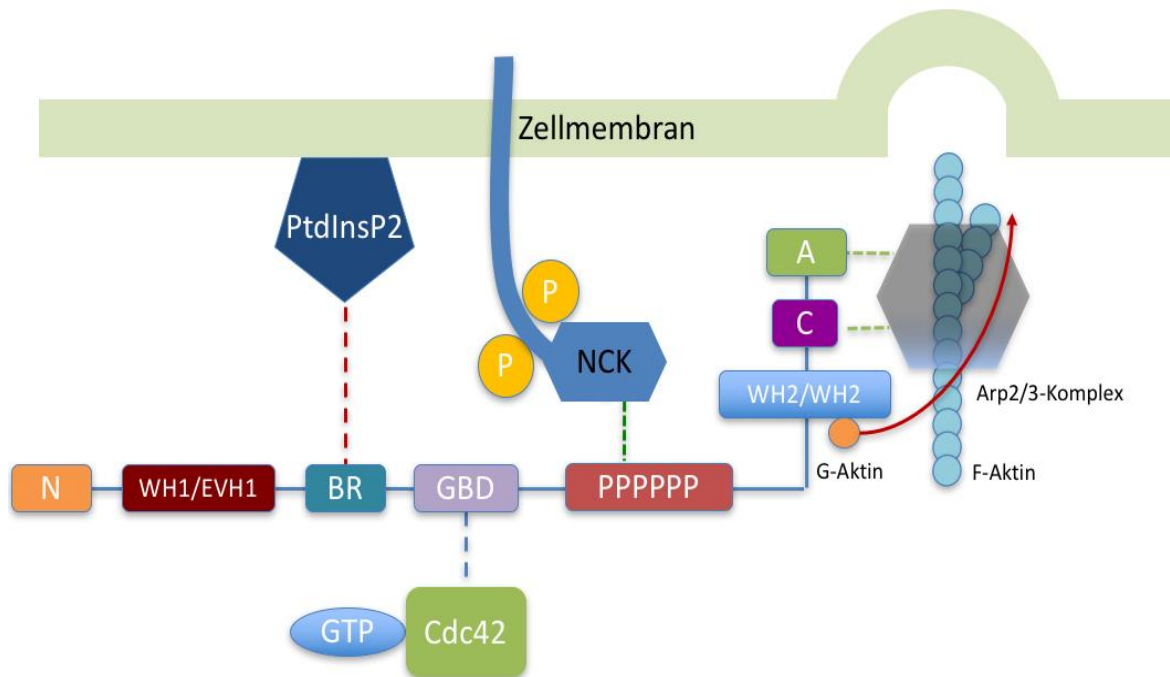 Zellmembran
PtdInsP2
P
P
NCK
A
C
WH2/WH2
Arp2/3-Komplex
G-Aktin
F-Aktin
N
WH1/EVH1
BR
GBD
PPPPPP
GTP
Cdc42